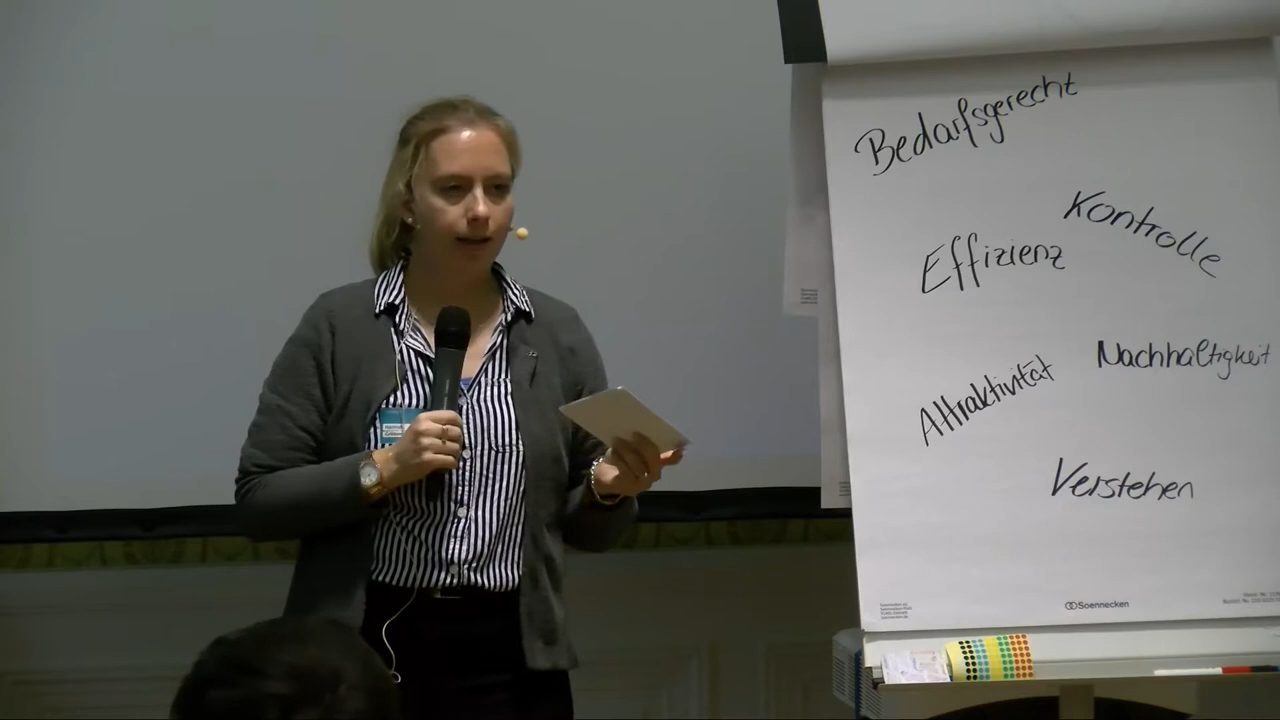 Bedarfsgerecht
Kontrolle
Effizienz
Nachhaltigkeit
Attraktivität
Verstehen
Soennecken